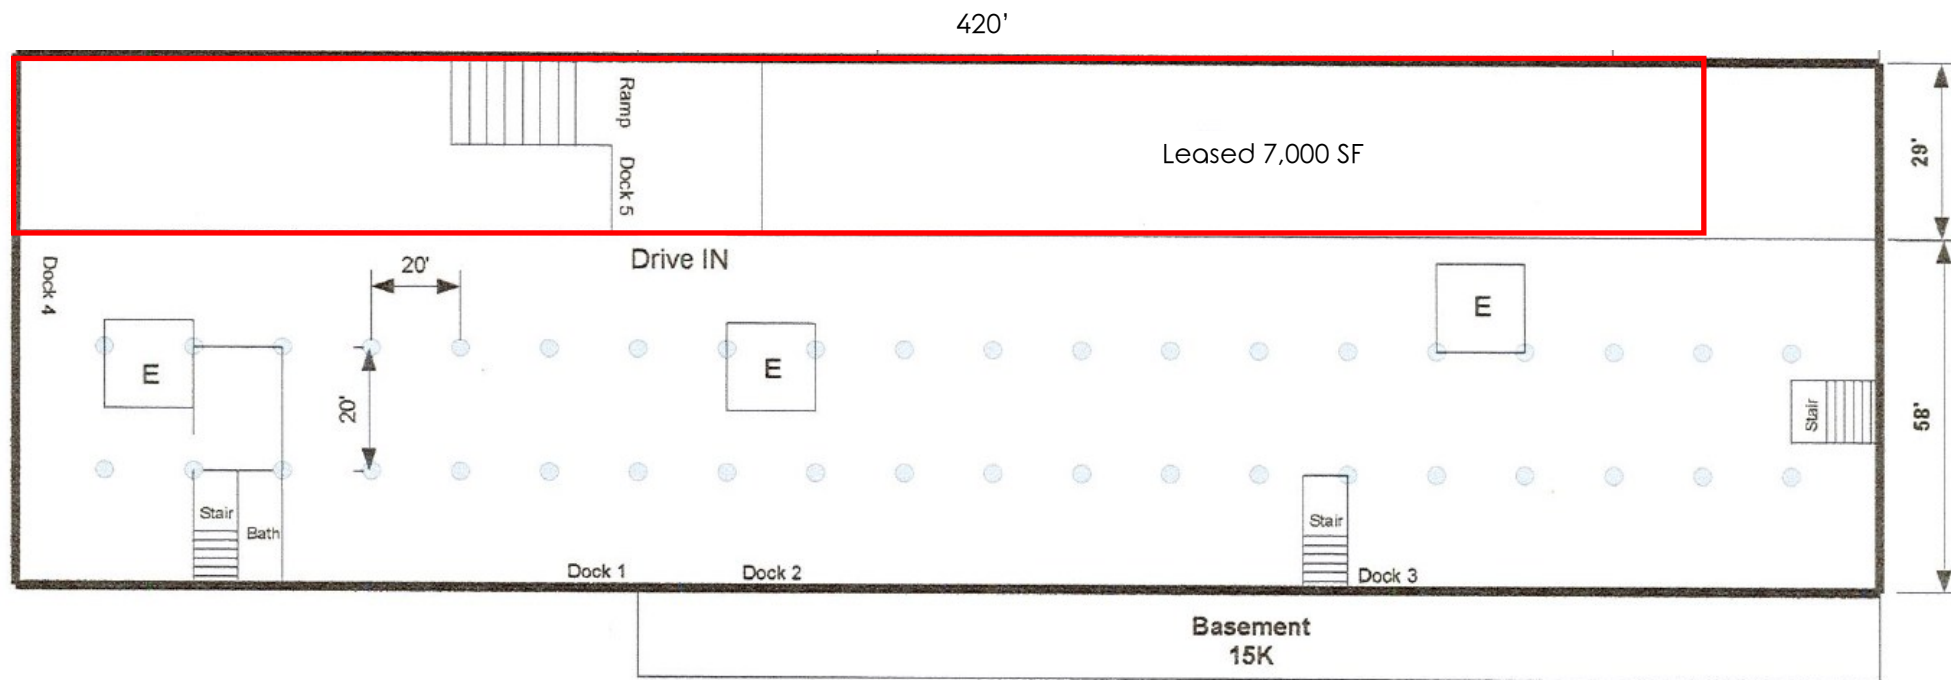 420’
Ramp
Dock 5
Leased 7,000 SF
29'
Drive IN
Dock 4
20'
E
E
E
20'
58'
Stair
Stair
Bath
Stair
Dock 1
Dock 2
Dock 3
Basement
15K